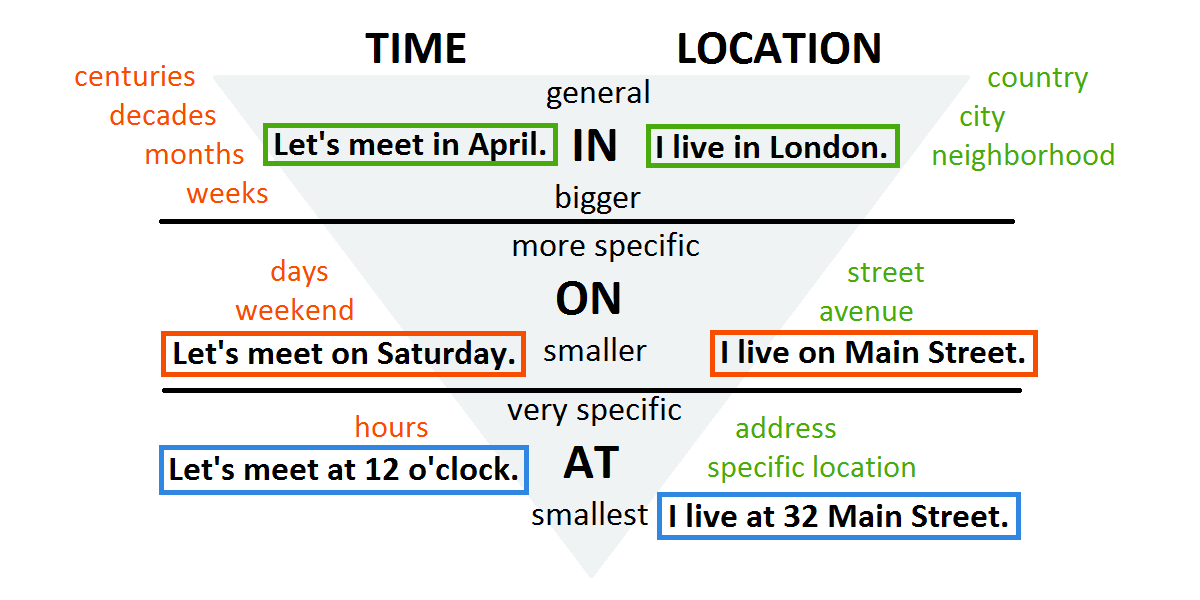 TIME
LOCATION
centuries
decades
months
weeks
Let's meet in April.
general
IN
bigger
I live in London.
country
city
neighborhood
days
weekend
Let's meet on Saturday.
more specific
ON
smaller
street
avenue
I live on Main Street.
hours
Let's meet at 12 o'clock.
very specific
AT
smallest
address
specific location
I live at 32 Main Street.